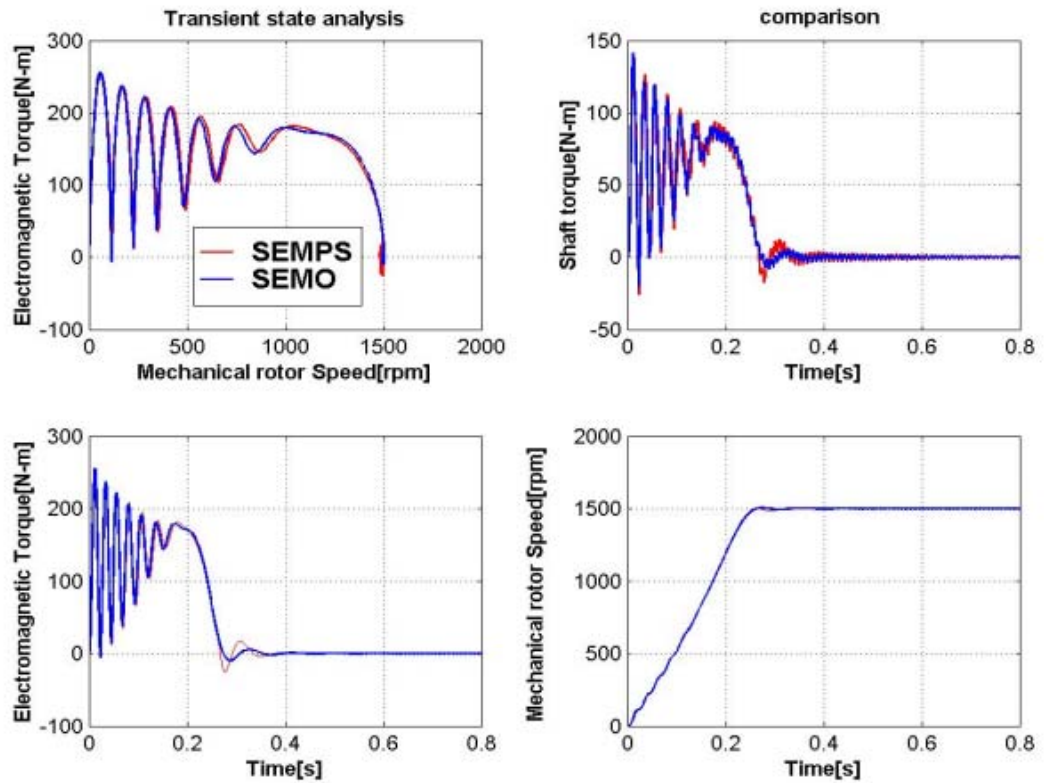 Transient state analysis
300
200
100
0
-100
Electromagnetic Torque[N-m]
SEMPS
SEMO
0 500 1000 1500 2000
Mechanical rotor Speed[rpm]
comparison
150
100
50
0
-50
Shaft torque[N-m]
0 0.2 0.4 0.6 0.8
Time[s]
300
200
100
0
-100
Electromagnetic Torque[N-m]
0 0.2 0.4 0.6 0.8
Time[s]
2000
1500
1000
500
0
Mechanical rotor Speed[rpm]
0 0.2 0.4 0.6 0.8
Time[s]